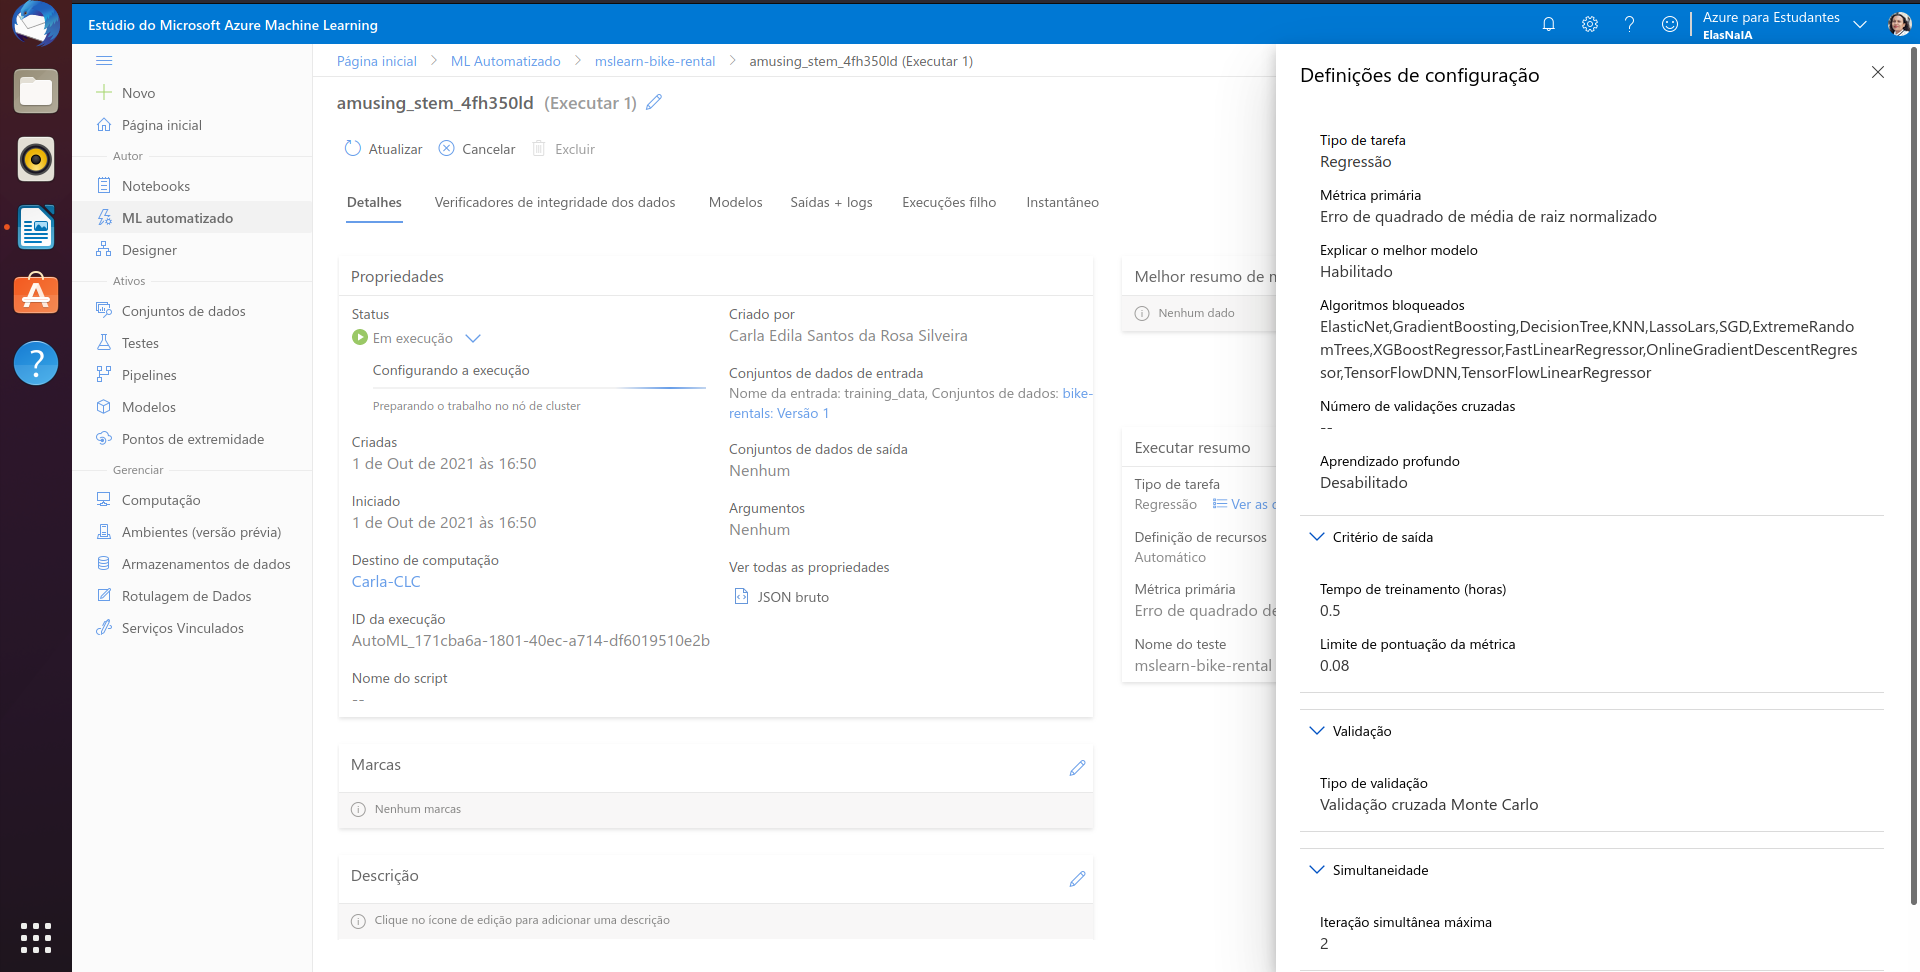 Estúdio do Microsoft Azure Machine Learning
Azure para Estudantes
ElasNaIA
Novo
Página inicial
Autor
Notebooks
ML automatizado
Designer
Ativos
Conjuntos de dados
Testes
Pipelines
Modelos
Pontos de extremidade
Gerenciar
Computação
Ambientes (versão prévia)
Armazenamentos de dados
Rotulagem de Dados
Serviços Vinculados
Página inicial > ML Automatizado > mslearn-bike-rental > amusing_stem_4fh350ld (Executar 1)
amusing_stem_4fh350ld (Executar 1)
Atualizar Cancelar Excluir
Detalhes Verificadores de integridade dos dados Modelos Saídas + logs Execuções filho Instantâneo
Propriedades
Status
Em execução
Configurando a execução
Preparando o trabalho no nó de cluster
Criadas
1 de Out de 2021 às 16:50
Iniciado
1 de Out de 2021 às 16:50
Destino de computação
Carla-CLC
ID da execução
AutoML_171cba6a-1801-40ec-a714-df6019510e2b
Nome do script
--
Criado por
Carla Edila Santos da Rosa Silveira
Conjuntos de dados de entrada
Nome da entrada: training_data, Conjuntos de dados: bike-
rentals: Versão 1
Conjuntos de dados de saída
Nenhum
Argumentos
Nenhum
Ver todas as propriedades
JSON bruto
Marcas
Nenhum marcas
Descrição
Clique no ícone de edição para adicionar uma descrição
Melhor resumo de m
Nenhum dado
Executar resumo
Tipo de tarefa
Regressão Ver as c
Definição de recursos
Automático
Métrica primária
Erro de quadrado de
Nome do teste
mslearn-bike-rental
Definições de configuração
Tipo de tarefa
Regressão
Métrica primária
Erro de quadrado de média de raiz normalizado
Explicar o melhor modelo
Habilitado
Algoritmos bloqueados
ElasticNet,GradientBoosting,DecisionTree,KNN,LassoLars,SGD,ExtremeRando
mTrees,XGBoostRegressor,FastLinearRegressor,OnlineGradientDescentRegres
sor,TensorFlowDNN,TensorFlowLinearRegressor
Número de validações cruzadas
--
Aprendizado profundo
Desabilitado
Critério de saída
Tempo de treinamento (horas)
0.5
Limite de pontuação da métrica
0.08
Validação
Tipo de validação
Validação cruzada Monte Carlo
Simultaneidade
Iteração simultânea máxima
2